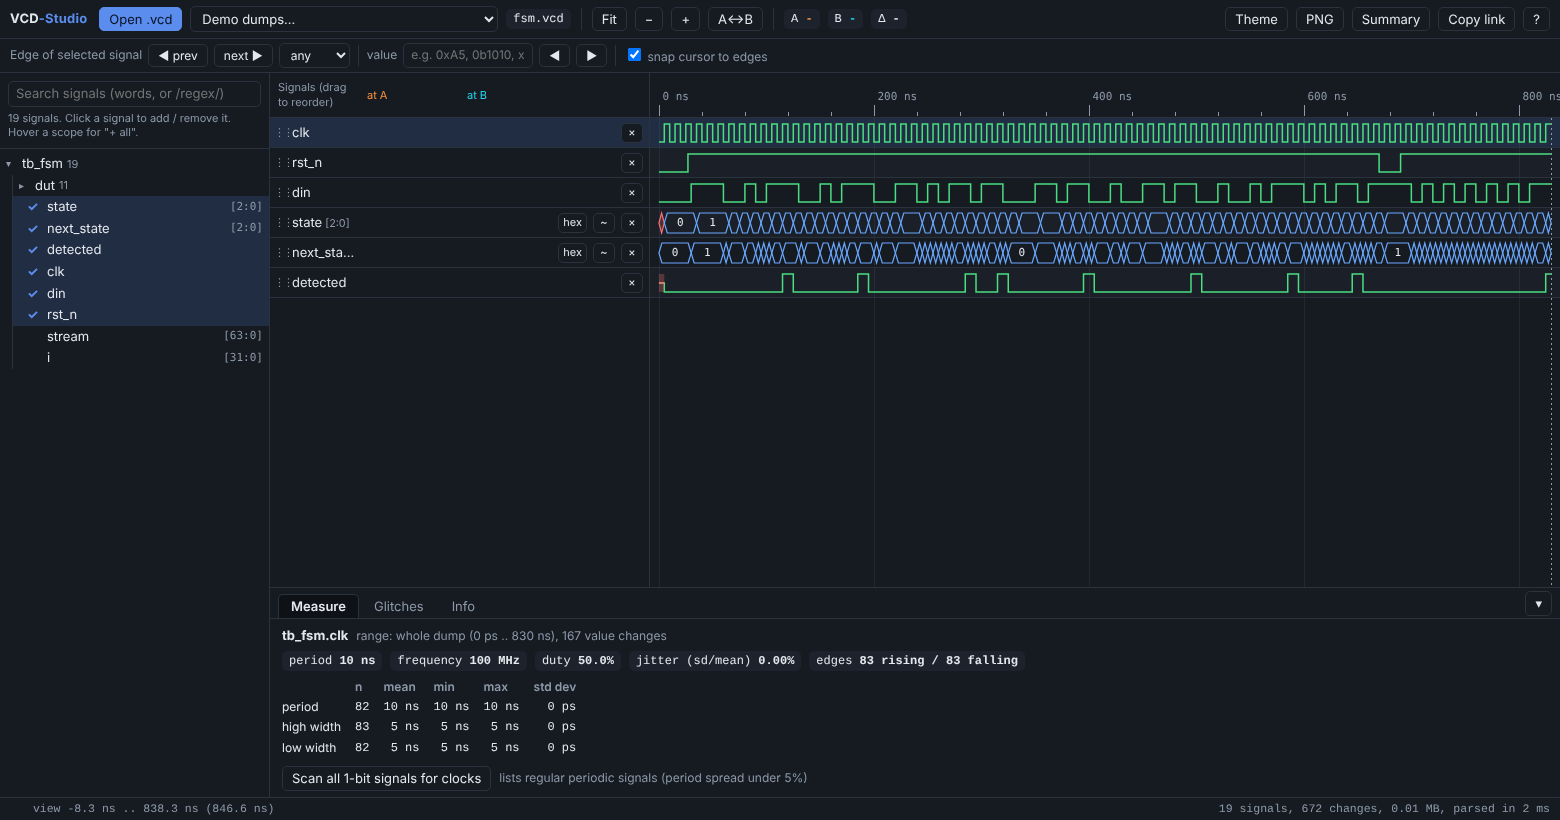 VCD-Studio Open .vcd Demo dumps... fsm.vcd Fit − + A↔B A - B - Δ - Theme PNG Summary Copy link ?
Edge of selected signal ◀ prev next ▶ any value e.g. 0xA5, 0b1010, x ◀ ▶ snap cursor to edges
Search signals (words, or /regex/)
19 signals. Click a signal to add / remove it.
Hover a scope for "+ all".
▾ tb_fsm 19
▸ dut 11
✓ state [2:0]
✓ next_state [2:0]
✓ detected
✓ clk
✓ din
✓ rst_n
stream [63:0]
i [31:0]
Signals (drag
to reorder) at A at B
0 ns 200 ns 400 ns 600 ns 800 ns
clk ×
rst_n ×
din ×
state [2:0] hex ~ × 0 1
next_sta... hex ~ × 0 1 0 1
detected ×
Measure Glitches Info ▾
tb_fsm.clk range: whole dump (0 ps .. 830 ns), 167 value changes
period 10 ns frequency 100 MHz duty 50.0% jitter (sd/mean) 0.00% edges 83 rising / 83 falling
n mean min max std dev
period 82 10 ns 10 ns 10 ns 0 ps
high width 83 5 ns 5 ns 5 ns 0 ps
low width 82 5 ns 5 ns 5 ns 0 ps
Scan all 1-bit signals for clocks lists regular periodic signals (period spread under 5%)
view -8.3 ns .. 838.3 ns (846.6 ns) 19 signals, 672 changes, 0.01 MB, parsed in 2 ms